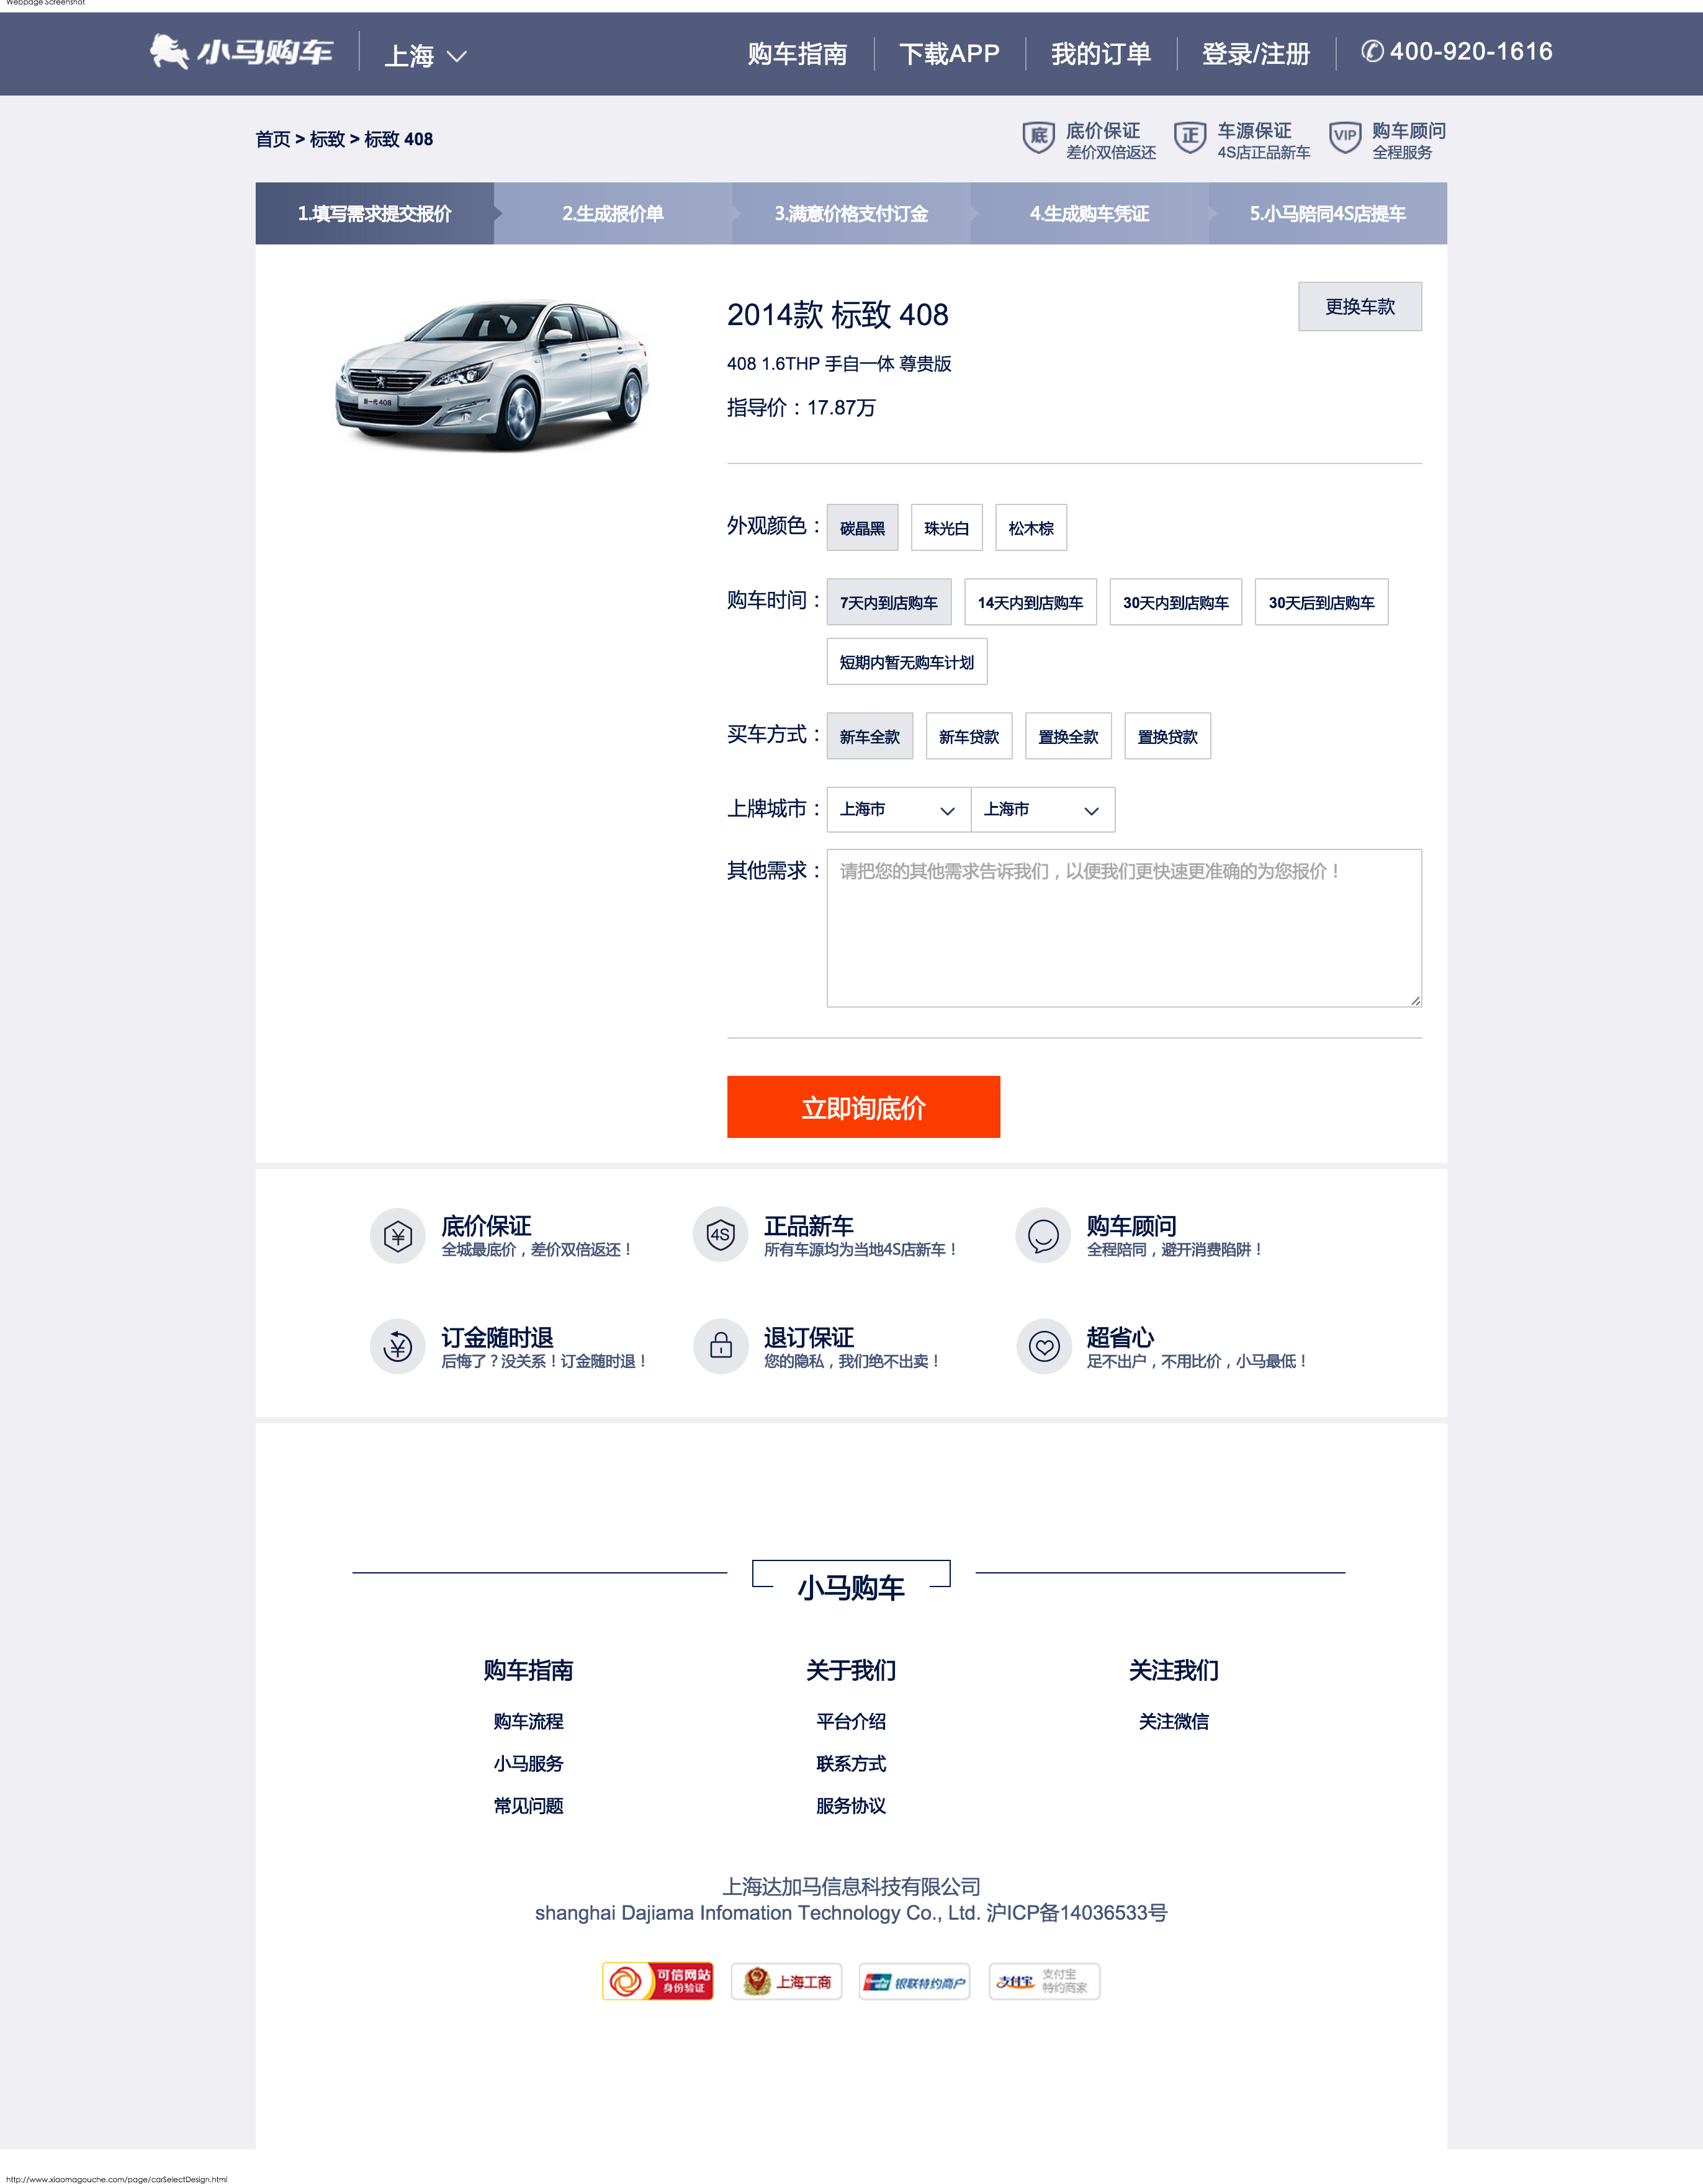 Webpage Screenshot
小马购车
上海
购车指南
下载APP
我的订单
登录/注册
400-920-1616
首页 > 标致 > 标致 408
底
底价保证
差价双倍返还
正
车源保证
4S店正品新车
VIP
购车顾问
全程服务
1.填写需求提交报价
2.生成报价单
3.满意价格支付订金
4.生成购车凭证
5.小马陪同4S店提车
新一代 408
2014款 标致 408
更换车款
408 1.6THP 手自一体 尊贵版
指导价：17.87万
外观颜色：
碳晶黑
珠光白
松木棕
购车时间：
7天内到店购车
14天内到店购车
30天内到店购车
30天后到店购车
短期内暂无购车计划
买车方式：
新车全款
新车贷款
置换全款
置换贷款
上牌城市：
上海市
上海市
其他需求：
请把您的其他需求告诉我们，以便我们更快速更准确的为您报价！
立即询底价
¥
底价保证
全城最底价，差价双倍返还！
4S
正品新车
所有车源均为当地4S店新车！
购车顾问
全程陪同，避开消费陷阱！
¥
订金随时退
后悔了？没关系！订金随时退！
退订保证
您的隐私，我们绝不出卖！
超省心
足不出户，不用比价，小马最低！
小马购车
购车指南
购车流程
小马服务
常见问题
关于我们
平台介绍
联系方式
服务协议
关注我们
关注微信
上海达加马信息科技有限公司
shanghai Dajiama Infomation Technology Co., Ltd. 沪ICP备14036533号
可信网站
身份验证
上海工商
银联特约商户
支付宝
支付宝
特约商家
http://www.xiaomagouche.com/page/carSelectDesign.html